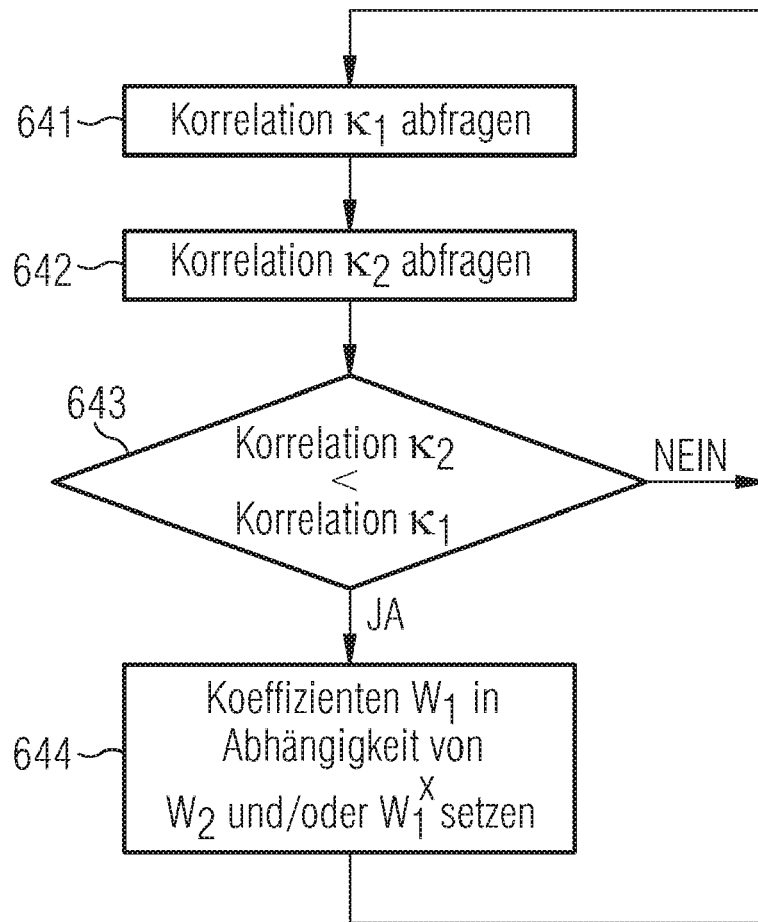 641
Korrelation κ₁ abfragen
642
Korrelation κ₂ abfragen
643
Korrelation κ₂
<
Korrelation κ₁
NEIN
JA
644
Koeffizienten W₁ in
Abhängigkeit von
W₂ und/oder W₁ˣ setzen